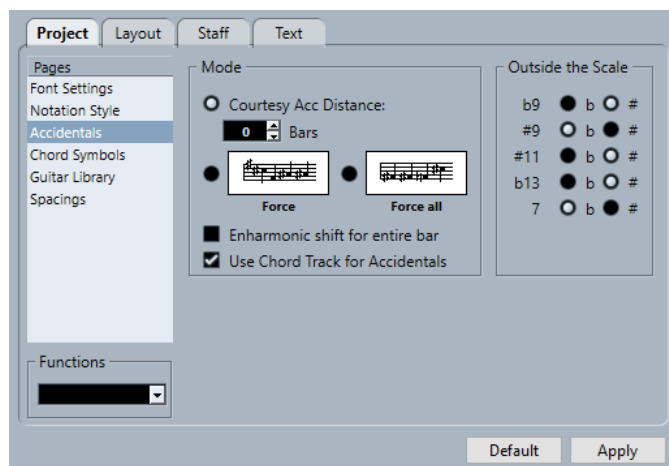 Project Layout Staff Text
Pages
Font Settings
Notation Style
Accidentals
Chord Symbols
Guitar Library
Spacings
Functions
Mode
Courtesy Acc Distance:
0 Bars
Force Force all
Enharmonic shift for entire bar
Use Chord Track for Accidentals
Outside the Scale
b9 b #
#9 b #
#11 b #
b13 b #
7 b #
Default Apply